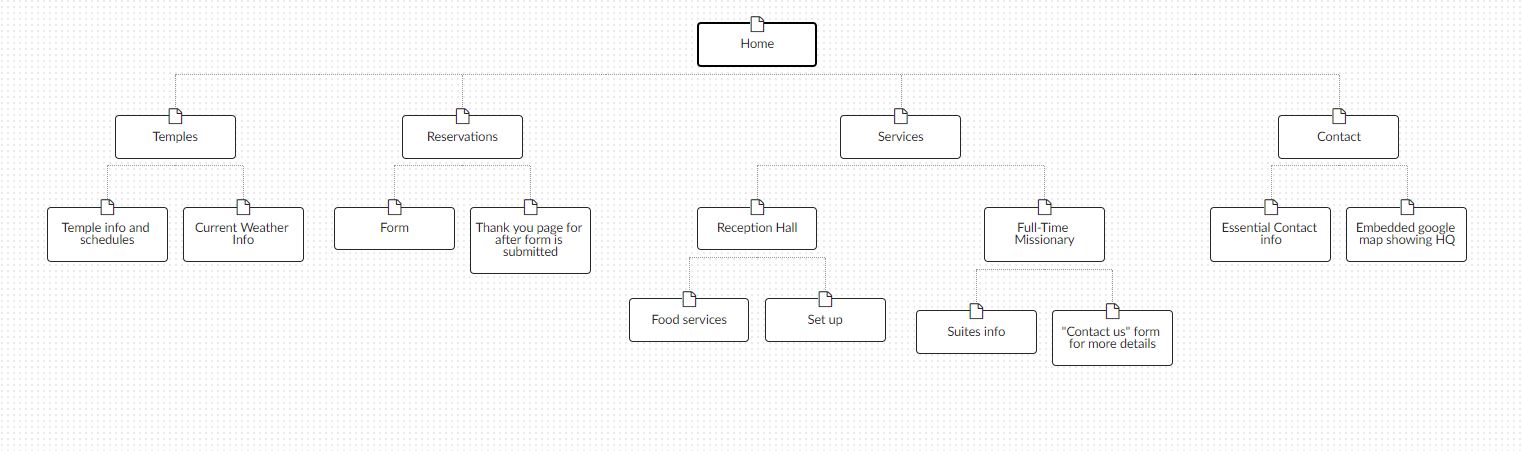 Home
Temples
Reservations
Services
Contact
Temple info and
schedules
Current Weather
Info
Form
Thank you page for
after form is
submitted
Reception Hall
Full-Time
Missionary
Essential Contact
info
Embedded google
map showing HQ
Food services
Set up
Suites info
"Contact us" form
for more details